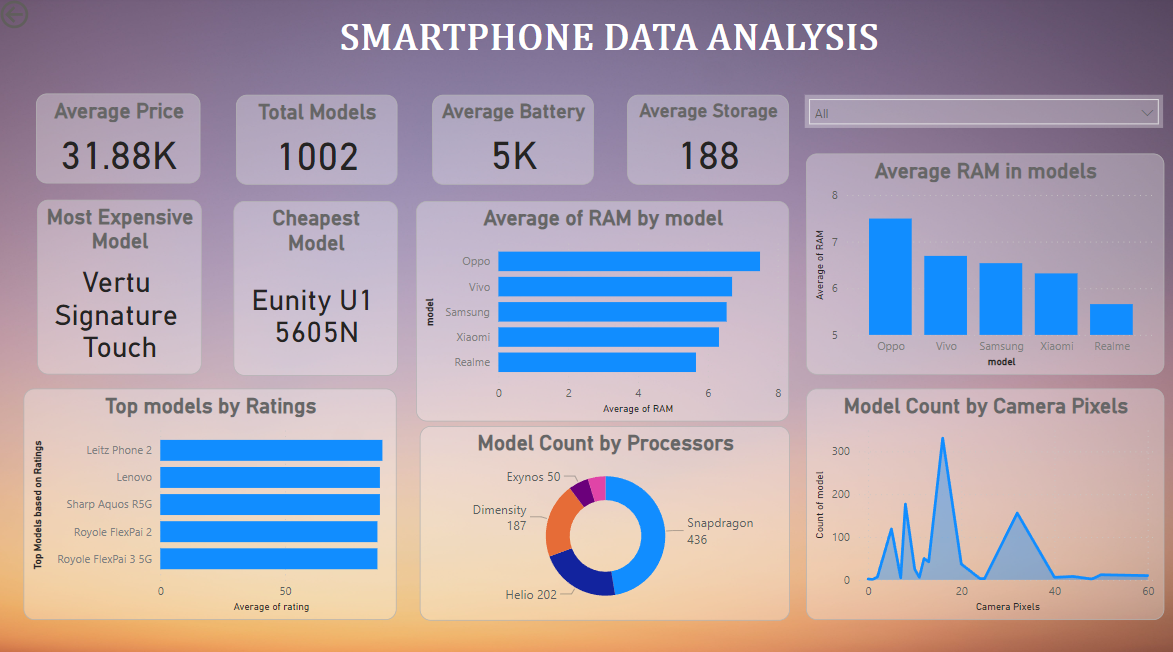 SMARTPHONE DATA ANALYSIS
Average Price
31.88K
Total Models
1002
Average Battery
5K
Average Storage
188
All
Most Expensive
Model
Vertu
Signature
Touch
Cheapest
Model
Eunity U1
5605N
Average of RAM by model
model
Oppo
Vivo
Samsung
Xiaomi
Realme
0 2 4 6 8
Average of RAM
Average RAM in models
Average of RAM
8
7
6
5
Oppo Vivo Samsung Xiaomi Realme
model
Top models by Ratings
Top Models based on Ratings
Leitz Phone 2
Lenovo
Sharp Aquos R5G
Royole FlexPai 2
Royole FlexPai 3 5G
0 50
Average of rating
Model Count by Processors
Exynos 50
Dimensity
187
Snapdragon
436
Helio 202
Model Count by Camera Pixels
Count of model
300
200
100
0
0 20 40 60
Camera Pixels